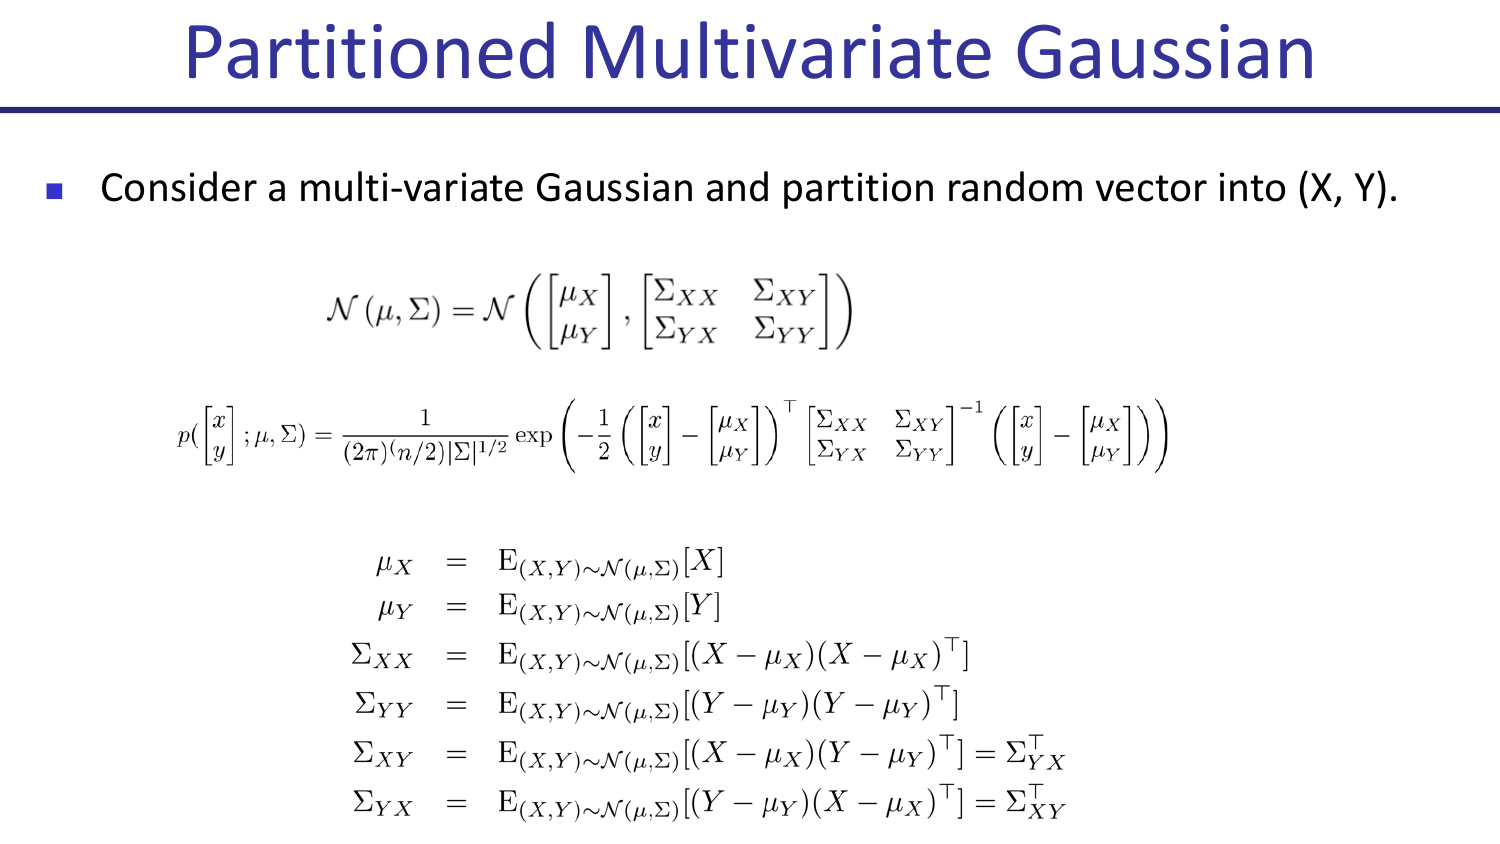 Partitioned Multivariate Gaussian
■ Consider a multi-variate Gaussian and partition random vector into (X, Y).
$\mathcal{N}(\mu, \Sigma) = \mathcal{N}\left(\begin{bmatrix}\mu_X\\ \mu_Y\end{bmatrix}, \begin{bmatrix}\Sigma_{XX} & \Sigma_{XY}\\ \Sigma_{YX} & \Sigma_{YY}\end{bmatrix}\right)$
$p(\begin{bmatrix}x\\ y\end{bmatrix}; \mu, \Sigma) = \frac{1}{(2\pi)^(n/2)|\Sigma|^{1/2}} \exp\left(-\frac{1}{2}\left(\begin{bmatrix}x\\ y\end{bmatrix} - \begin{bmatrix}\mu_X\\ \mu_Y\end{bmatrix}\right)^\top \begin{bmatrix}\Sigma_{XX} & \Sigma_{XY}\\ \Sigma_{YX} & \Sigma_{YY}\end{bmatrix}^{-1} \left(\begin{bmatrix}x\\ y\end{bmatrix} - \begin{bmatrix}\mu_X\\ \mu_Y\end{bmatrix}\right)\right)$
$\mu_X = \mathrm{E}_{(X,Y)\sim\mathcal{N}(\mu,\Sigma)}[X]$
$\mu_Y = \mathrm{E}_{(X,Y)\sim\mathcal{N}(\mu,\Sigma)}[Y]$
$\Sigma_{XX} = \mathrm{E}_{(X,Y)\sim\mathcal{N}(\mu,\Sigma)}[(X - \mu_X)(X - \mu_X)^\top]$
$\Sigma_{YY} = \mathrm{E}_{(X,Y)\sim\mathcal{N}(\mu,\Sigma)}[(Y - \mu_Y)(Y - \mu_Y)^\top]$
$\Sigma_{XY} = \mathrm{E}_{(X,Y)\sim\mathcal{N}(\mu,\Sigma)}[(X - \mu_X)(Y - \mu_Y)^\top] = \Sigma_{YX}^\top$
$\Sigma_{YX} = \mathrm{E}_{(X,Y)\sim\mathcal{N}(\mu,\Sigma)}[(Y - \mu_Y)(X - \mu_X)^\top] = \Sigma_{XY}^\top$